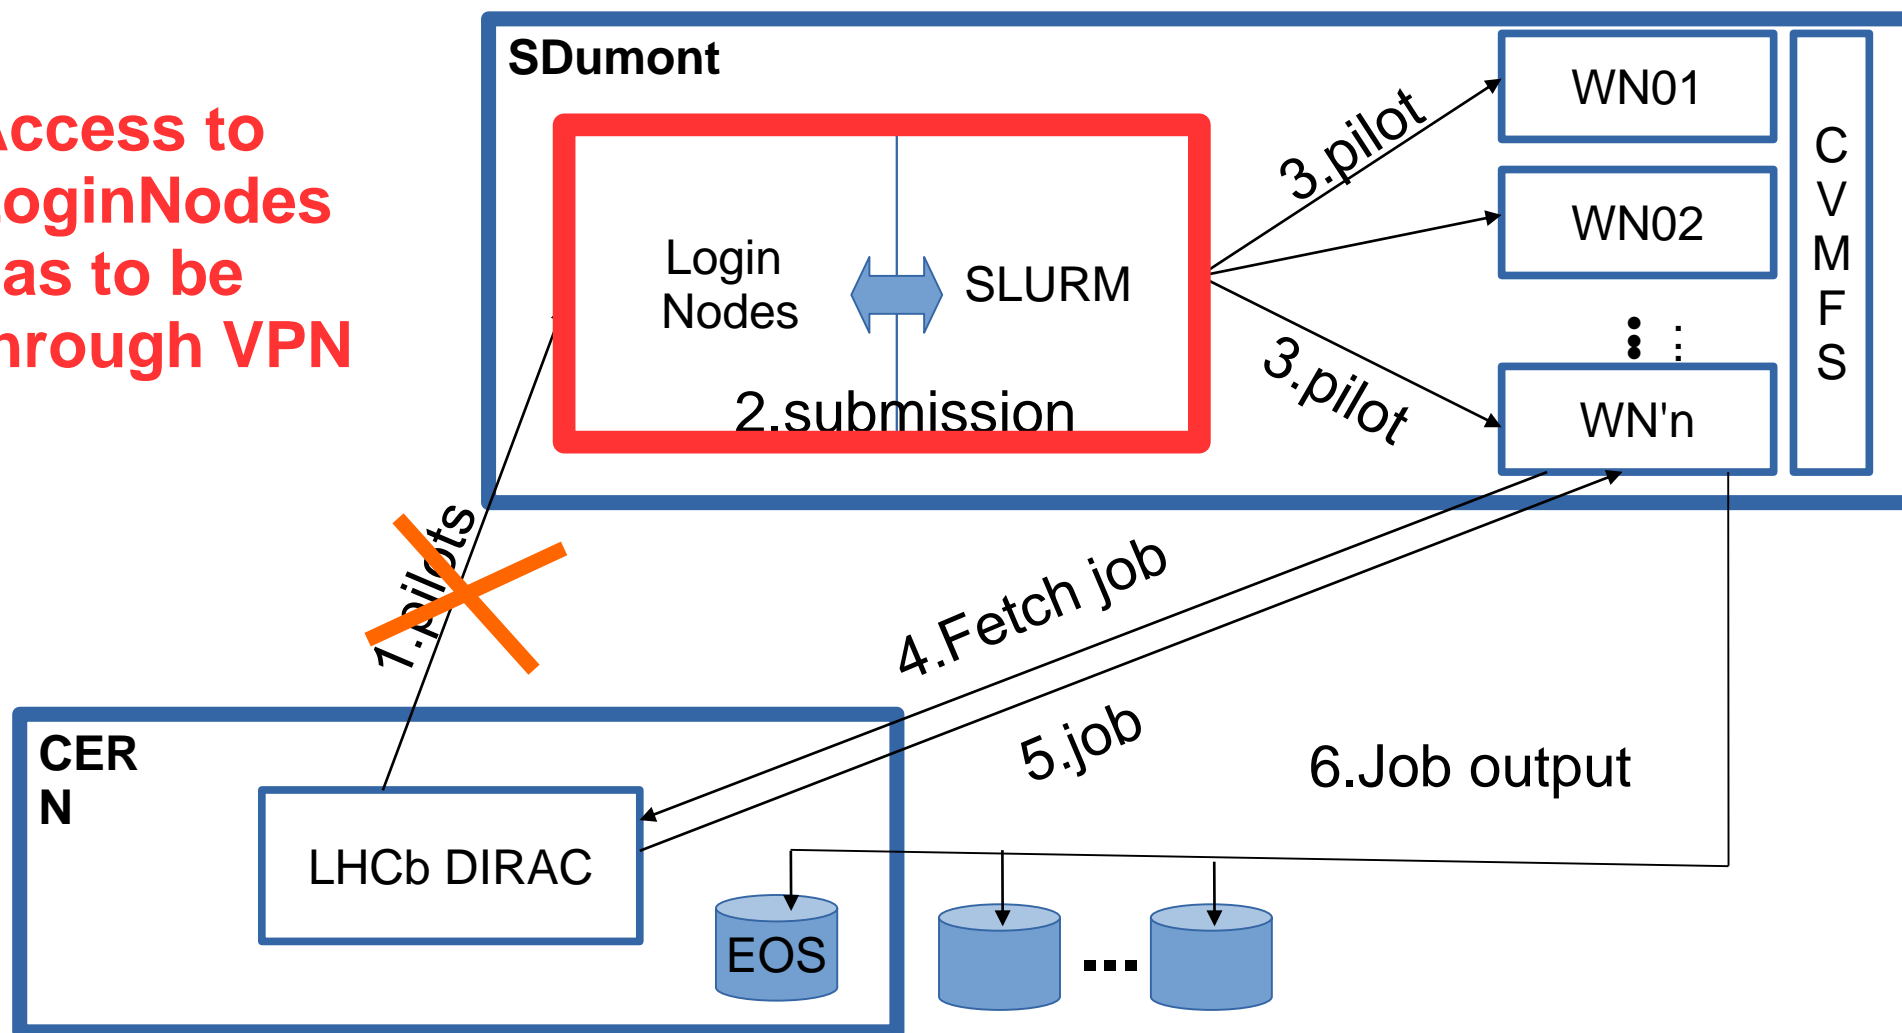 SDumont
Access to
LoginNodes
has to be
through VPN
Login
Nodes
SLURM
2.submission
3.pilot
3.pilot
WN01
WN02
WN'n
C
V
M
F
S
1.pilots
4.Fetch job
5.job
6.Job output
CER
N
LHCb DIRAC
EOS
...